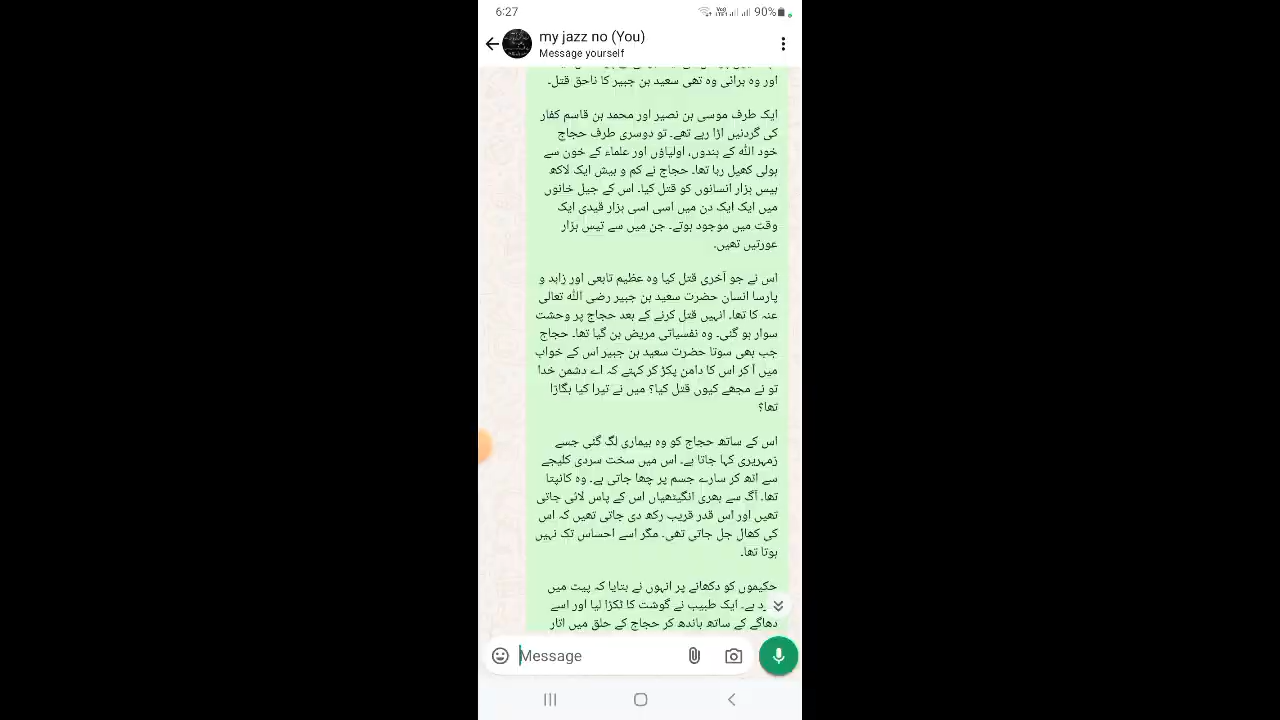 6:27
90%
my jazz no (You)
Message yourself
اور وہ برائی وہ تھی سعید بن جبیر کا ناحق قتل۔
ایک طرف موسی بن نصیر اور محمد بن قاسم کفار
کی گردنیں اڑا رہے تھے۔ تو دوسری طرف حجاج
خود اللّٰہ کے بندوں، اولیاؤں اور علماء کے خون سے
ہولی کھیل رہا تھا۔ حجاج نے کم و بیش ایک لاکھ
بیس ہزار انسانوں کو قتل کیا۔ اس کے جیل خانوں
میں ایک ایک دن میں اسی اسی ہزار قیدی ایک
وقت میں موجود ہوتے۔ جن میں سے تیس ہزار
عورتیں تھیں۔
اس نے جو آخری قتل کیا وہ عظیم تابعی اور زاہد و
پارسا انسان حضرت سعید بن جبیر رضی اللّٰہ تعالی
عنہ کا تھا۔ انہیں قتل کرنے کے بعد حجاج پر وحشت
سوار ہو گئی۔ وہ نفسیاتی مریض بن گیا تھا۔ حجاج
جب بھی سوتا حضرت سعید بن جبیر اس کے خواب
میں آ کر اس کا دامن پکڑ کر کہتے کہ اے دشمن خدا
تو نے مجھے کیوں قتل کیا؟ میں نے تیرا کیا بگاڑا
تھا؟
اس کے ساتھ حجاج کو وہ بیماری لگ گئی جسے
زمہریری کہا جاتا ہے۔ اس میں سخت سردی کلیجے
سے اٹھ کر سارے جسم پر چھا جاتی ہے۔ وہ کانپتا
تھا۔ آگ سے بھری انگیٹھیاں اس کے پاس لائی جاتی
تھیں اور اس قدر قریب رکھ دی جاتی تھیں کہ اس
کی کھال جل جاتی تھی۔ مگر اسے احساس تک نہیں
ہوتا تھا۔
حکیموں کو دکھانے پر انہوں نے بتایا کہ پیٹ میں
ہے۔ ایک طبیب نے گوشت کا ٹکڑا لیا اور اسے
دھاگے کے ساتھ باندھ کر حجاج کے حلق میں اتار
Message